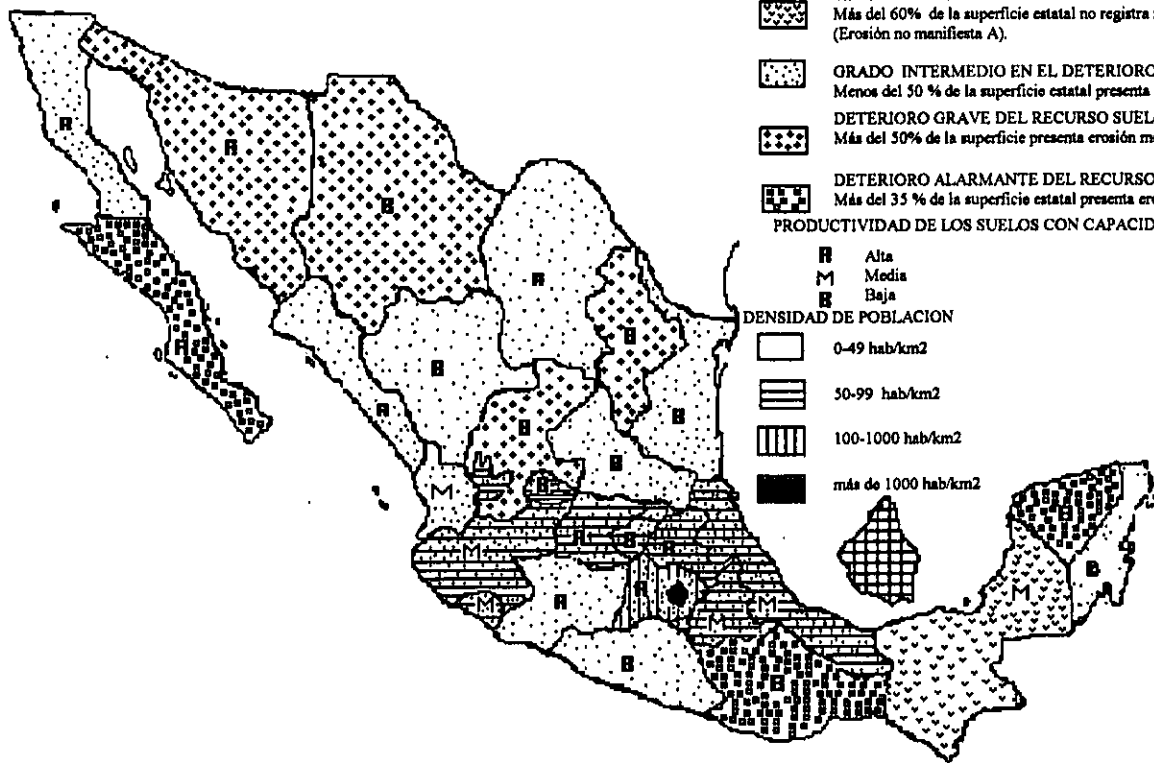 Más del 60% de la superficie estatal no registra
(Erosión no manifiesta A).
GRADO INTERMEDIO EN EL DETERIORO
Menos del 50 % de la superficie estatal presenta
DETERIORO GRAVE DEL RECURSO
Más del 50% de la superficie presenta erosión
DETERIORO ALARMANTE DEL RECURSO
Más del 35 % de la superficie estatal presenta
PRODUCTIVIDAD DE LOS SUELOS CON
A Alta
M Media
B Baja
DENSIDAD DE POBLACION
0-49 hab/km2
50-99 hab/km2
100-1000 hab/km2
más de 1000 hab/km2
A
A
B
A
B
B
A
B
B
B
M
B
B
A
B
M
M
A
A
M
M
B
B
M
B